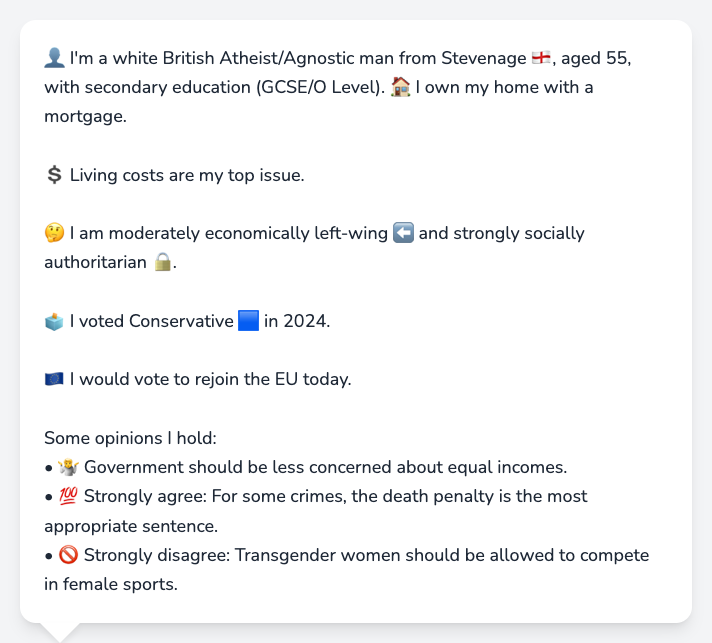 👤 I'm a white British Atheist/Agnostic man from Stevenage 🏴󠁧󠁢󠁥󠁮󠁧󠁿, aged 55,
with secondary education (GCSE/O Level). 🏠 I own my home with a
mortgage.
💲 Living costs are my top issue.
🤔 I am moderately economically left-wing ⬅️ and strongly socially
authoritarian 🔒.
🗳️ I voted Conservative 🟦 in 2024.
🇪🇺 I would vote to rejoin the EU today.
Some opinions I hold:
• 🤷 Government should be less concerned about equal incomes.
• 💯 Strongly agree: For some crimes, the death penalty is the most
appropriate sentence.
• 🚫 Strongly disagree: Transgender women should be allowed to compete
in female sports.